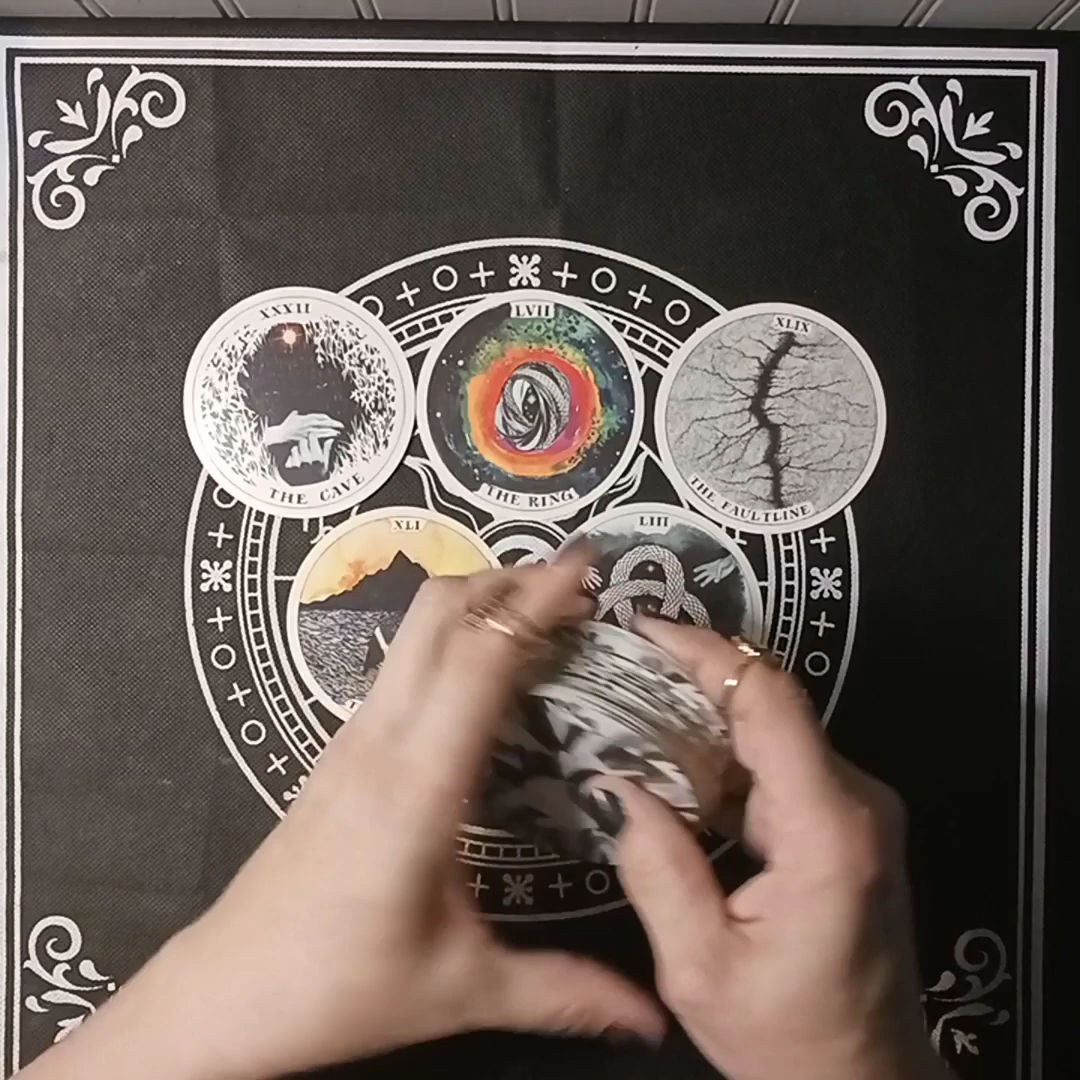 XXXII
THE CAVE
LVII
THE RING
XLIX
THE FAULTLINE
XLI
LIII